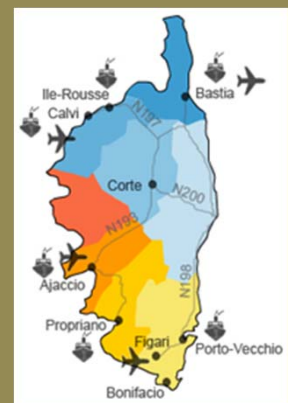 Ile-Rousse
Bastia
Calvi
N197
Corte
N200
N193
Ajaccio
N198
Propriano
Figari
Porto-Vecchio
Bonifacio